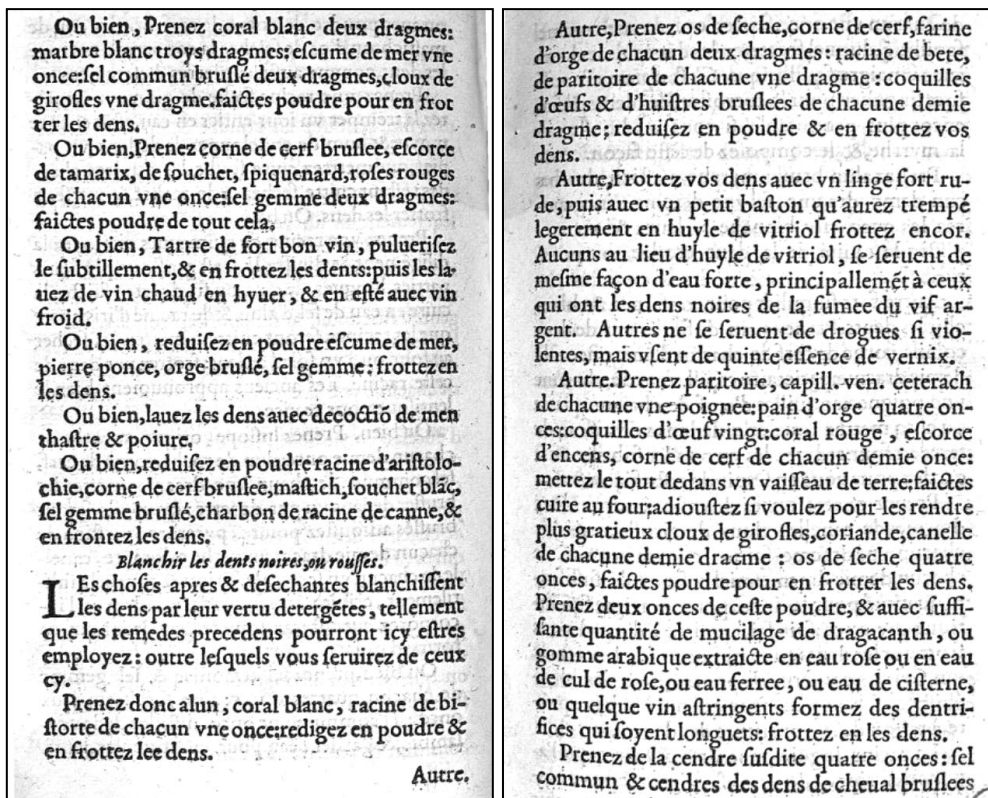 Ou bien, Prenez coral blanc deux dragmes:
marbre blanc troys dragmes: eſcume de mer vne
once:ſel commun bruſlé deux dragmes,cloux de
girofles vne dragme.faictes poudre pour en frot
ter les dens.
Ou bien,Prenez corne de cerf bruſlee, eſcorce
de tamarix, de ſouchet, ſpiquenard,roſes rouges
de chacun vne once:ſel gemme deux dragmes:
faictes poudre de tout cela.
Ou bien, Tartre de fort bon vin, pulueriſez
le ſubtillement,& en frottez les dents:puis les la-
uez de vin chaud en hyuer, & en eſté auec vin
froid.
Ou bien, reduiſez en poudre eſcume de mer,
pierre ponce, orge bruſlé, ſel gemme: frottez en
les dens.
Ou bien,lauez les dens auec decoctiõ de men
thaſtre & poiure.
Ou bien,reduiſez en poudre racine d'ariſtolo-
chie,corne de cerf bruſlee,maſtich,ſouchet blãc,
ſel gemme bruſlé,charbon de racine de canne,&
en frontez les dens.
Blanchir les dents noires,ou rouſſes.
LEs choſes apres & deſechantes blanchiſſent
les dens par leur vertu detergẽtes, tellement
que les remedes precedens pourront icy eſtres
employez: outre leſquels vous ſeruirez de ceux
cy.
Prenez donc alun, coral blanc, racine de bi-
ſtorte de chacun vne once:redigez en poudre &
en frottez lee dens.
Autre.
Autre,Prenez os de ſeche,corne de cerf,farine
d'orge de chacun deux dragmes: racine de bete,
de paritoire de chacune vne dragme: coquilles
d'œufs & d'huiſtres bruſlees de chacune demie
dragme; reduiſez en poudre & en frottez vos
dens.
Autre,Frottez vos dens auec vn linge fort ru-
de,puis auec vn petit baſton qu'aurez trempé
legerement en huyle de vitriol frottez encor.
Aucuns au lieu d'huyle de vitriol, ſe ſeruent de
meſme façon d'eau forte, principallemẽt à ceux
qui ont les dens noires de la fumee du vif ar-
gent. Autres ne ſe ſeruent de drogues ſi vio-
lentes, mais vſent de quinte eſſence de vernix.
Autre.Prenez paritoire, capill. ven. ceterach
de chacune vne poignee:pain d'orge quatre on-
ces:coquilles d'œuf vingt:coral rouge, eſcorce
d'encens, corne de cerf de chacun demie once:
mettez le tout dedans vn vaiſſeau de terre;faictes
cuire au four;adiouſtez ſi voulez pour les rendre
plus gratieux cloux de girofles,coriande,canelle
de chacune demie dracme: os de ſeche quatre
onces, faictes poudre pour en frotter les dens.
Prenez deux onces de ceſte poudre, & auec ſuffi-
ſante quantité de mucilage de dragacanth, ou
gomme arabique extraicte en eau roſe ou en eau
de cul de roſe,ou eau ferree, ou eau de ciſterne,
ou quelque vin aſtringents formez des dentri-
fices qui ſoyent longuets: frottez en les dens.
Prenez de la cendre ſuſdite quatre onces: ſel
commun & cendres des dens de cheual bruſlees